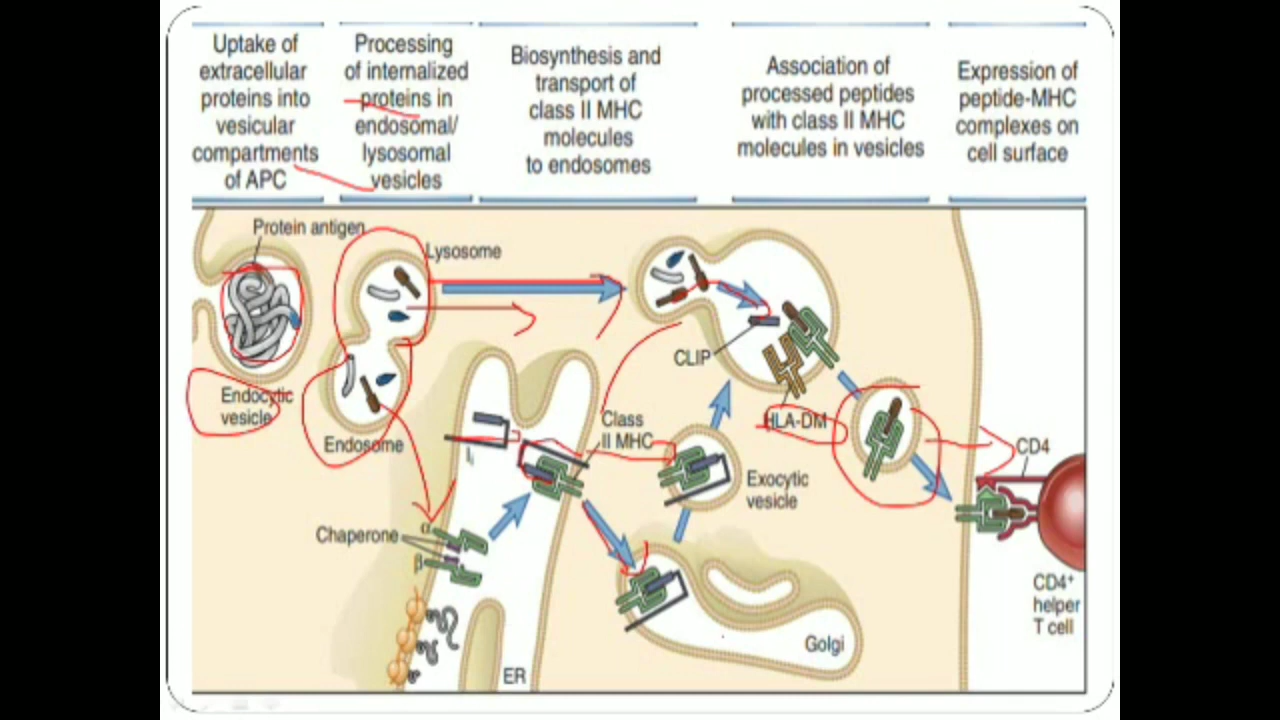 Uptake of
extracellular
proteins into
vesicular
compartments
of APC
Processing
of internalized
proteins in
endosomal/
lysosomal
vesicles
Biosynthesis and
transport of
class II MHC
molecules
to endosomes
Association of
processed peptides
with class II MHC
molecules in vesicles
Expression of
peptide-MHC
complexes on
cell surface
Protein antigen
Lysosome
Endocytic
vesicle
Endosome
CLIP
HLA-DM
Class
II MHC
Ii
Exocytic
vesicle
CD4
Chaperone
α
β
CD4+
helper
T cell
Golgi
ER